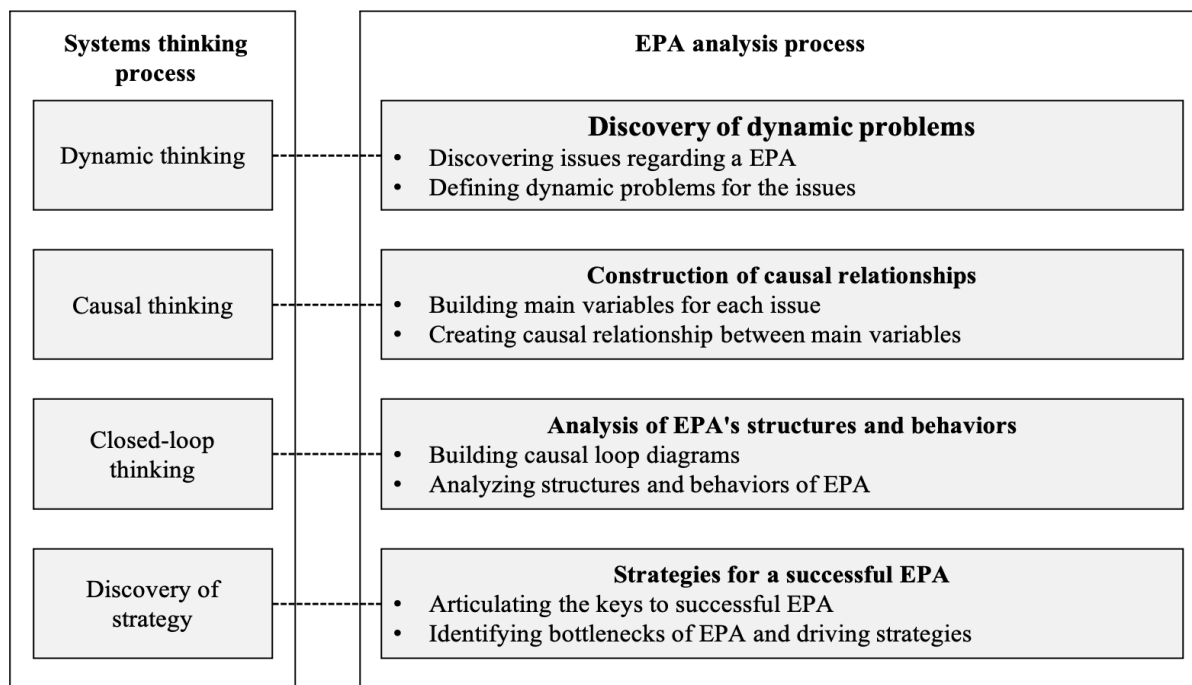 Systems thinking
process
EPA analysis process
Dynamic thinking
Discovery of dynamic problems
• Discovering issues regarding a EPA
• Defining dynamic problems for the issues
Causal thinking
Construction of causal relationships
• Building main variables for each issue
• Creating causal relationship between main variables
Closed-loop
thinking
Analysis of EPA's structures and behaviors
• Building causal loop diagrams
• Analyzing structures and behaviors of EPA
Discovery of
strategy
Strategies for a successful EPA
• Articulating the keys to successful EPA
• Identifying bottlenecks of EPA and driving strategies